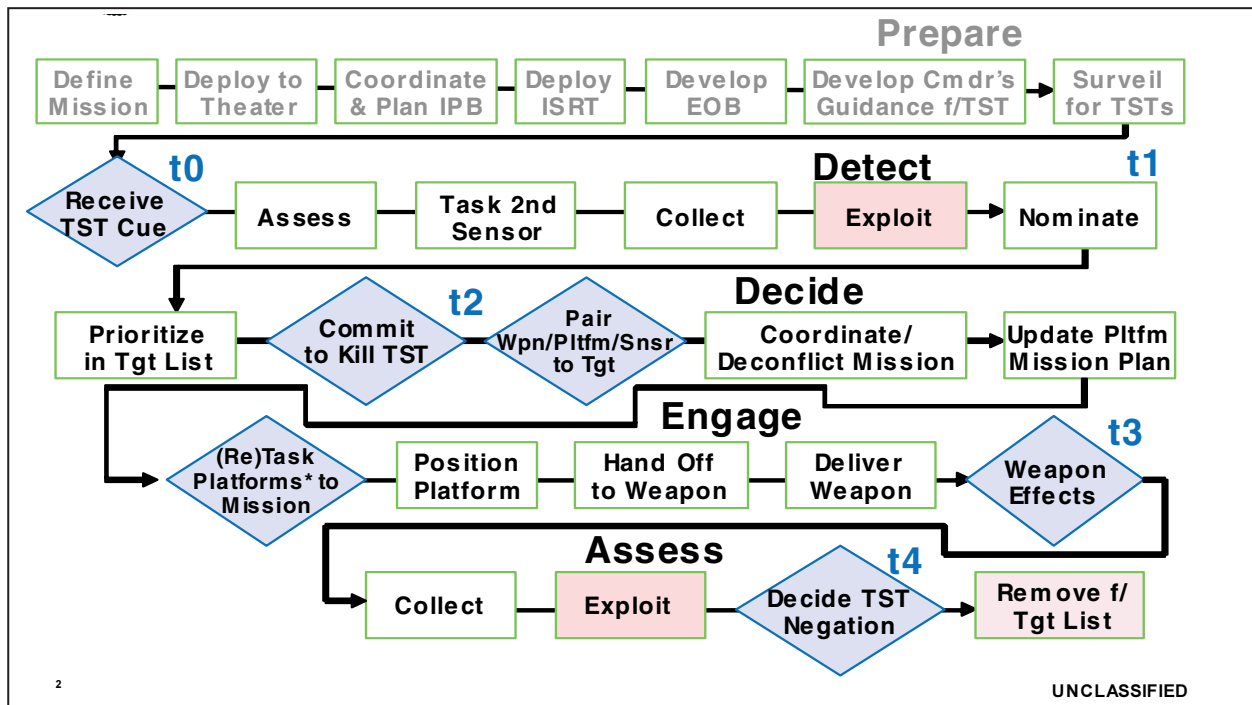 Prepare
Define
Mission
Deploy to
Theater
Coordinate
& Plan IPB
Deploy
ISRT
Develop
EOB
Develop Cmdr's
Guidance f/TST
Surveil
for TSTs
t0
Receive
TST Cue
Assess
Task 2nd
Sensor
Collect
Detect
Exploit
t1
Nominate
Prioritize
in Tgt List
Commit
to Kill TST
t2
Pair
Wpn/Pltfm/Snsr
to Tgt
Decide
Coordinate/
Deconflict Mission
Update Pltfm
Mission Plan
Engage
(Re)Task
Platforms* to
Mission
Position
Platform
Hand Off
to Weapon
Deliver
Weapon
t3
Weapon
Effects
Assess
Collect
Exploit
t4
Decide TST
Negation
Remove f/
Tgt List
2
UNCLASSIFIED